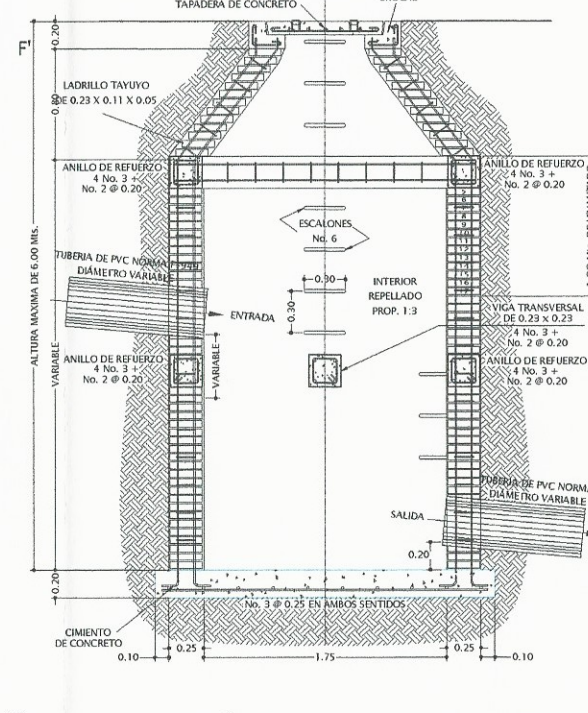 TAPADERA DE CONCRETO
0.20
F'
LADRILLO TAYUYO
DE 0.23 X 0.11 X 0.05
ANILLO DE REFUERZO
4 No. 3 +
No. 2 @ 0.20
ANILLO DE REFUERZO
4 No. 3 +
No. 2 @ 0.20
ESCALONES
No. 6
TUBERIA DE PVC NORMA
DIÁMETRO VARIABLE
ENTRADA
0.30
0.30
INTERIOR
REPELLADO
PROP. 1:3
VIGA TRANSVERSAL
DE 0.23 x 0.23
4 No. 3 +
No. 2 @ 0.20
ALTURA MAXIMA DE 6.00 Mts.
VARIABLE
VARIABLE
ANILLO DE REFUERZO
4 No. 3 +
No. 2 @ 0.20
ANILLO DE REFUERZO
4 No. 3 +
No. 2 @ 0.20
TUBERIA DE PVC NORMA
DIÁMETRO VARIABLE
SALIDA
0.20
0.20
No. 3 @ 0.25 EN AMBOS SENTIDOS
CIMIENTO
DE CONCRETO
0.10
0.25
1.75
0.25
0.10